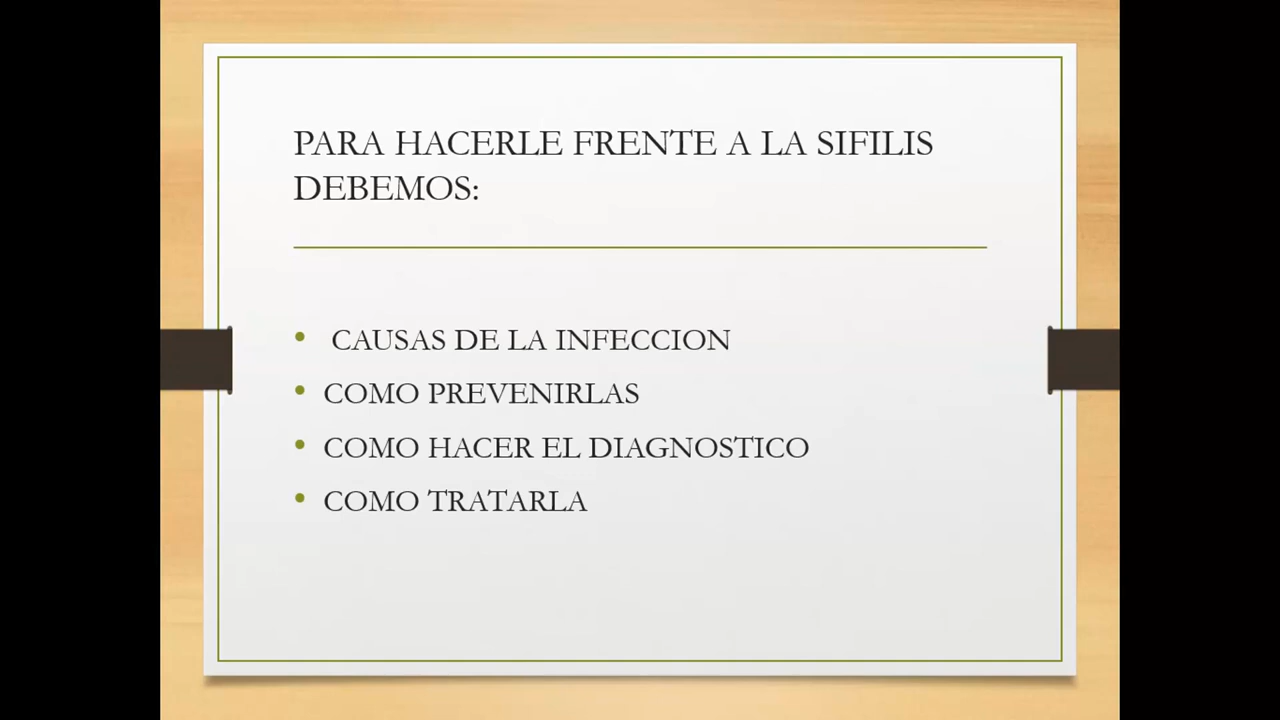 PARA HACERLE FRENTE A LA SIFILIS
DEBEMOS:
• CAUSAS DE LA INFECCION
• COMO PREVENIRLAS
• COMO HACER EL DIAGNOSTICO
• COMO TRATARLA